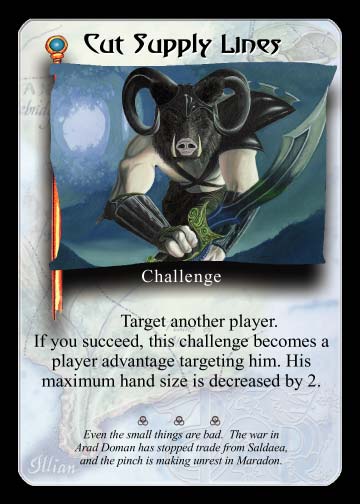 Cut Supply Lines
Challenge
Target another player.
If you succeed, this challenge becomes a
player advantage targeting him. His
maximum hand size is decreased by 2.
Even the small things are bad. The war in
Arad Doman has stopped trade from Saldaea,
and the pinch is making unrest in Maradon.
Illian